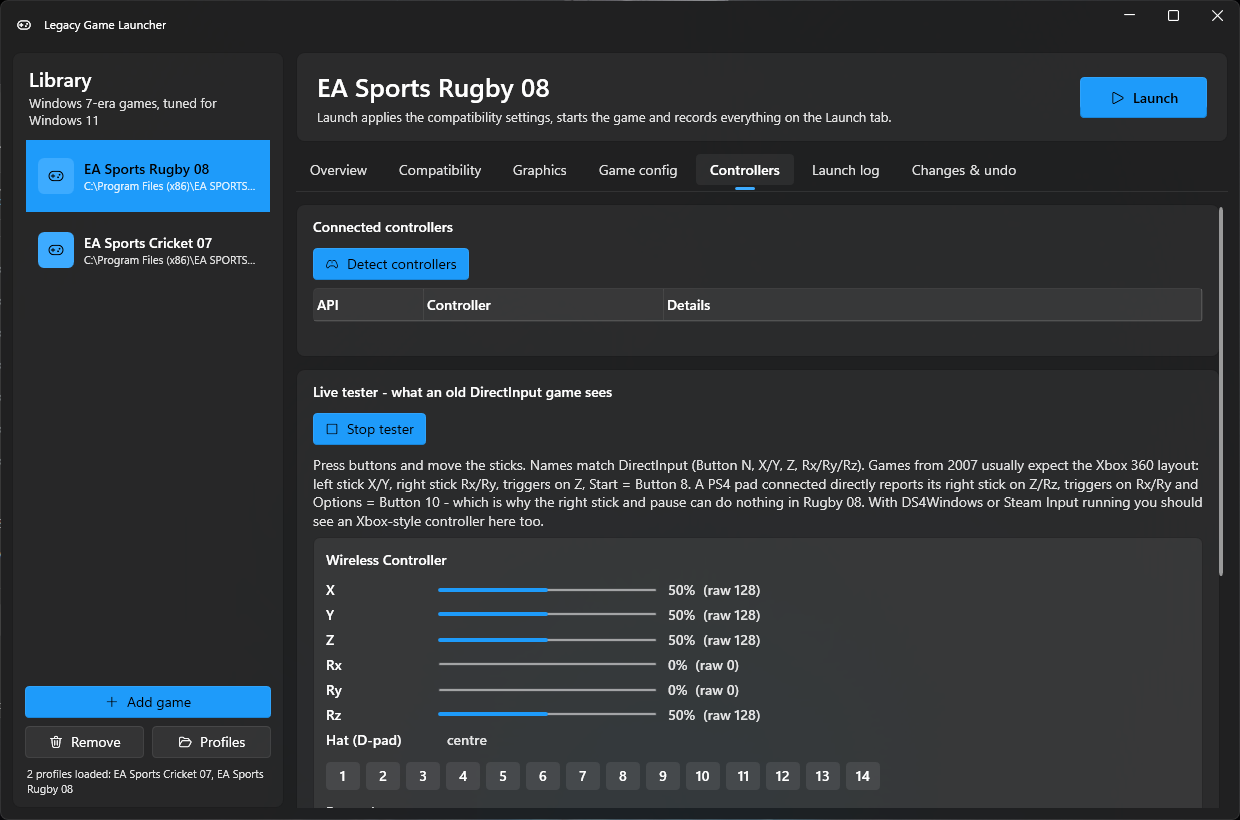 Legacy Game Launcher
Library
Windows 7-era games, tuned for
Windows 11
EA Sports Rugby 08
C:\Program Files (x86)\EA SPORTS...
EA Sports Cricket 07
C:\Program Files (x86)\EA SPORTS...
Add game
Remove
Profiles
2 profiles loaded: EA Sports Cricket 07, EA Sports
Rugby 08
EA Sports Rugby 08
Launch applies the compatibility settings, starts the game and records everything on the Launch tab.
Launch
Overview Compatibility Graphics Game config Controllers Launch log Changes & undo
Connected controllers
Detect controllers
API Controller Details
Live tester - what an old DirectInput game sees
Stop tester
Press buttons and move the sticks. Names match DirectInput (Button N, X/Y, Z, Rx/Ry/Rz). Games from 2007 usually expect the Xbox 360 layout:
left stick X/Y, right stick Rx/Ry, triggers on Z, Start = Button 8. A PS4 pad connected directly reports its right stick on Z/Rz, triggers on Rx/Ry and
Options = Button 10 - which is why the right stick and pause can do nothing in Rugby 08. With DS4Windows or Steam Input running you should
see an Xbox-style controller here too.
Wireless Controller
X 50% (raw 128)
Y 50% (raw 128)
Z 50% (raw 128)
Rx 0% (raw 0)
Ry 0% (raw 0)
Rz 50% (raw 128)
Hat (D-pad) centre
1 2 3 4 5 6 7 8 9 10 11 12 13 14